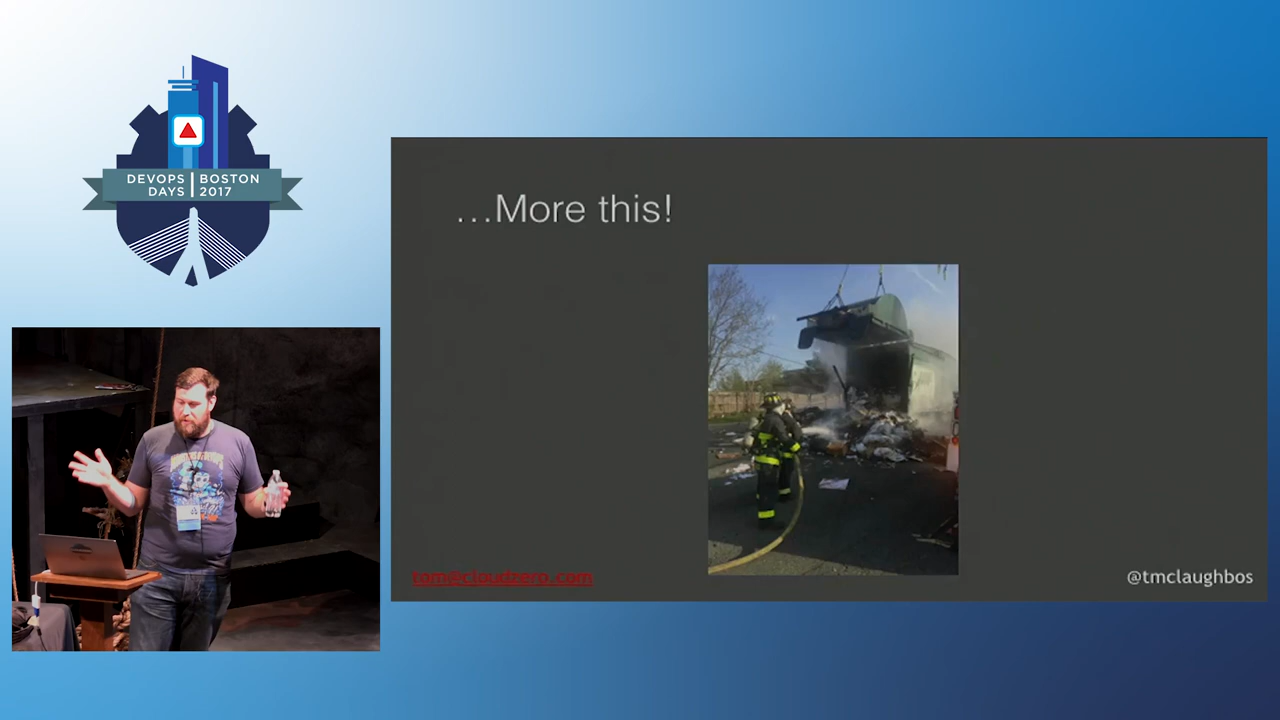 DEVOPS BOSTON
DAYS 2017
...More this!
tom@cloudzero.com
@tmclaughbos